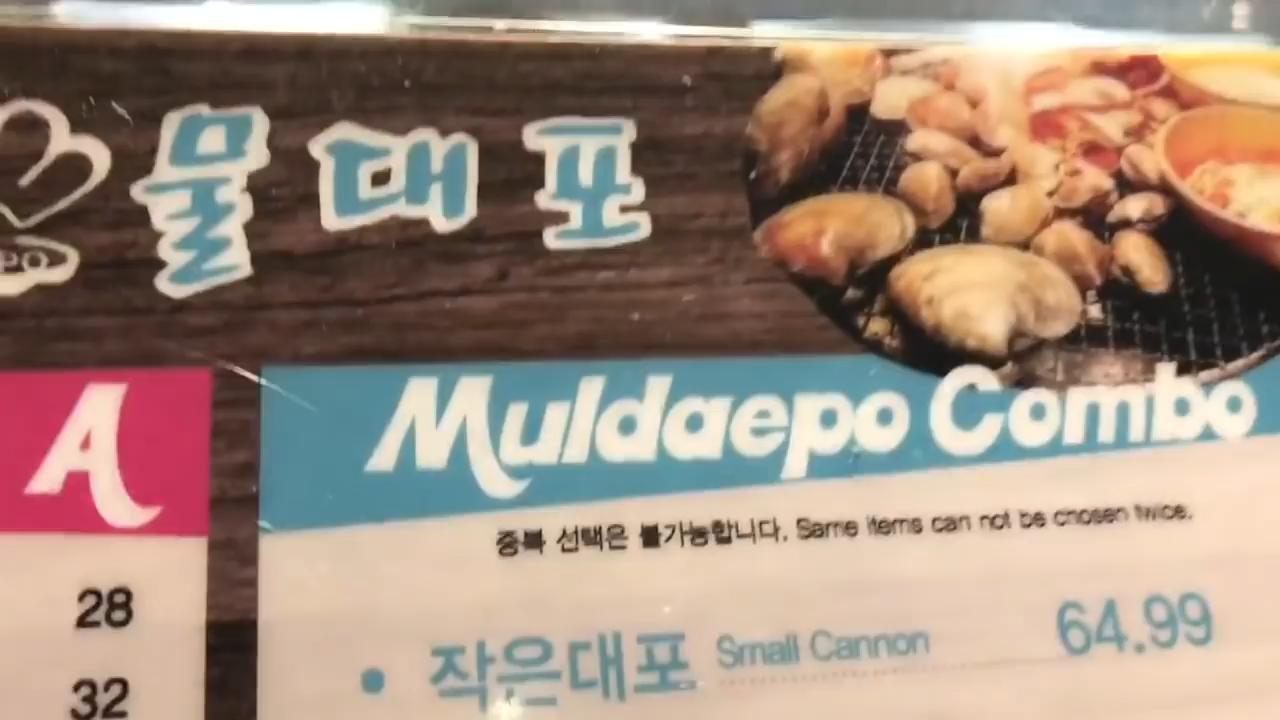 물대포
A
Muldaepo Combo
중복 선택은 불가능합니다. Same items can not be chosen twice.
28
• 작은대포 Small Cannon 64.99
32